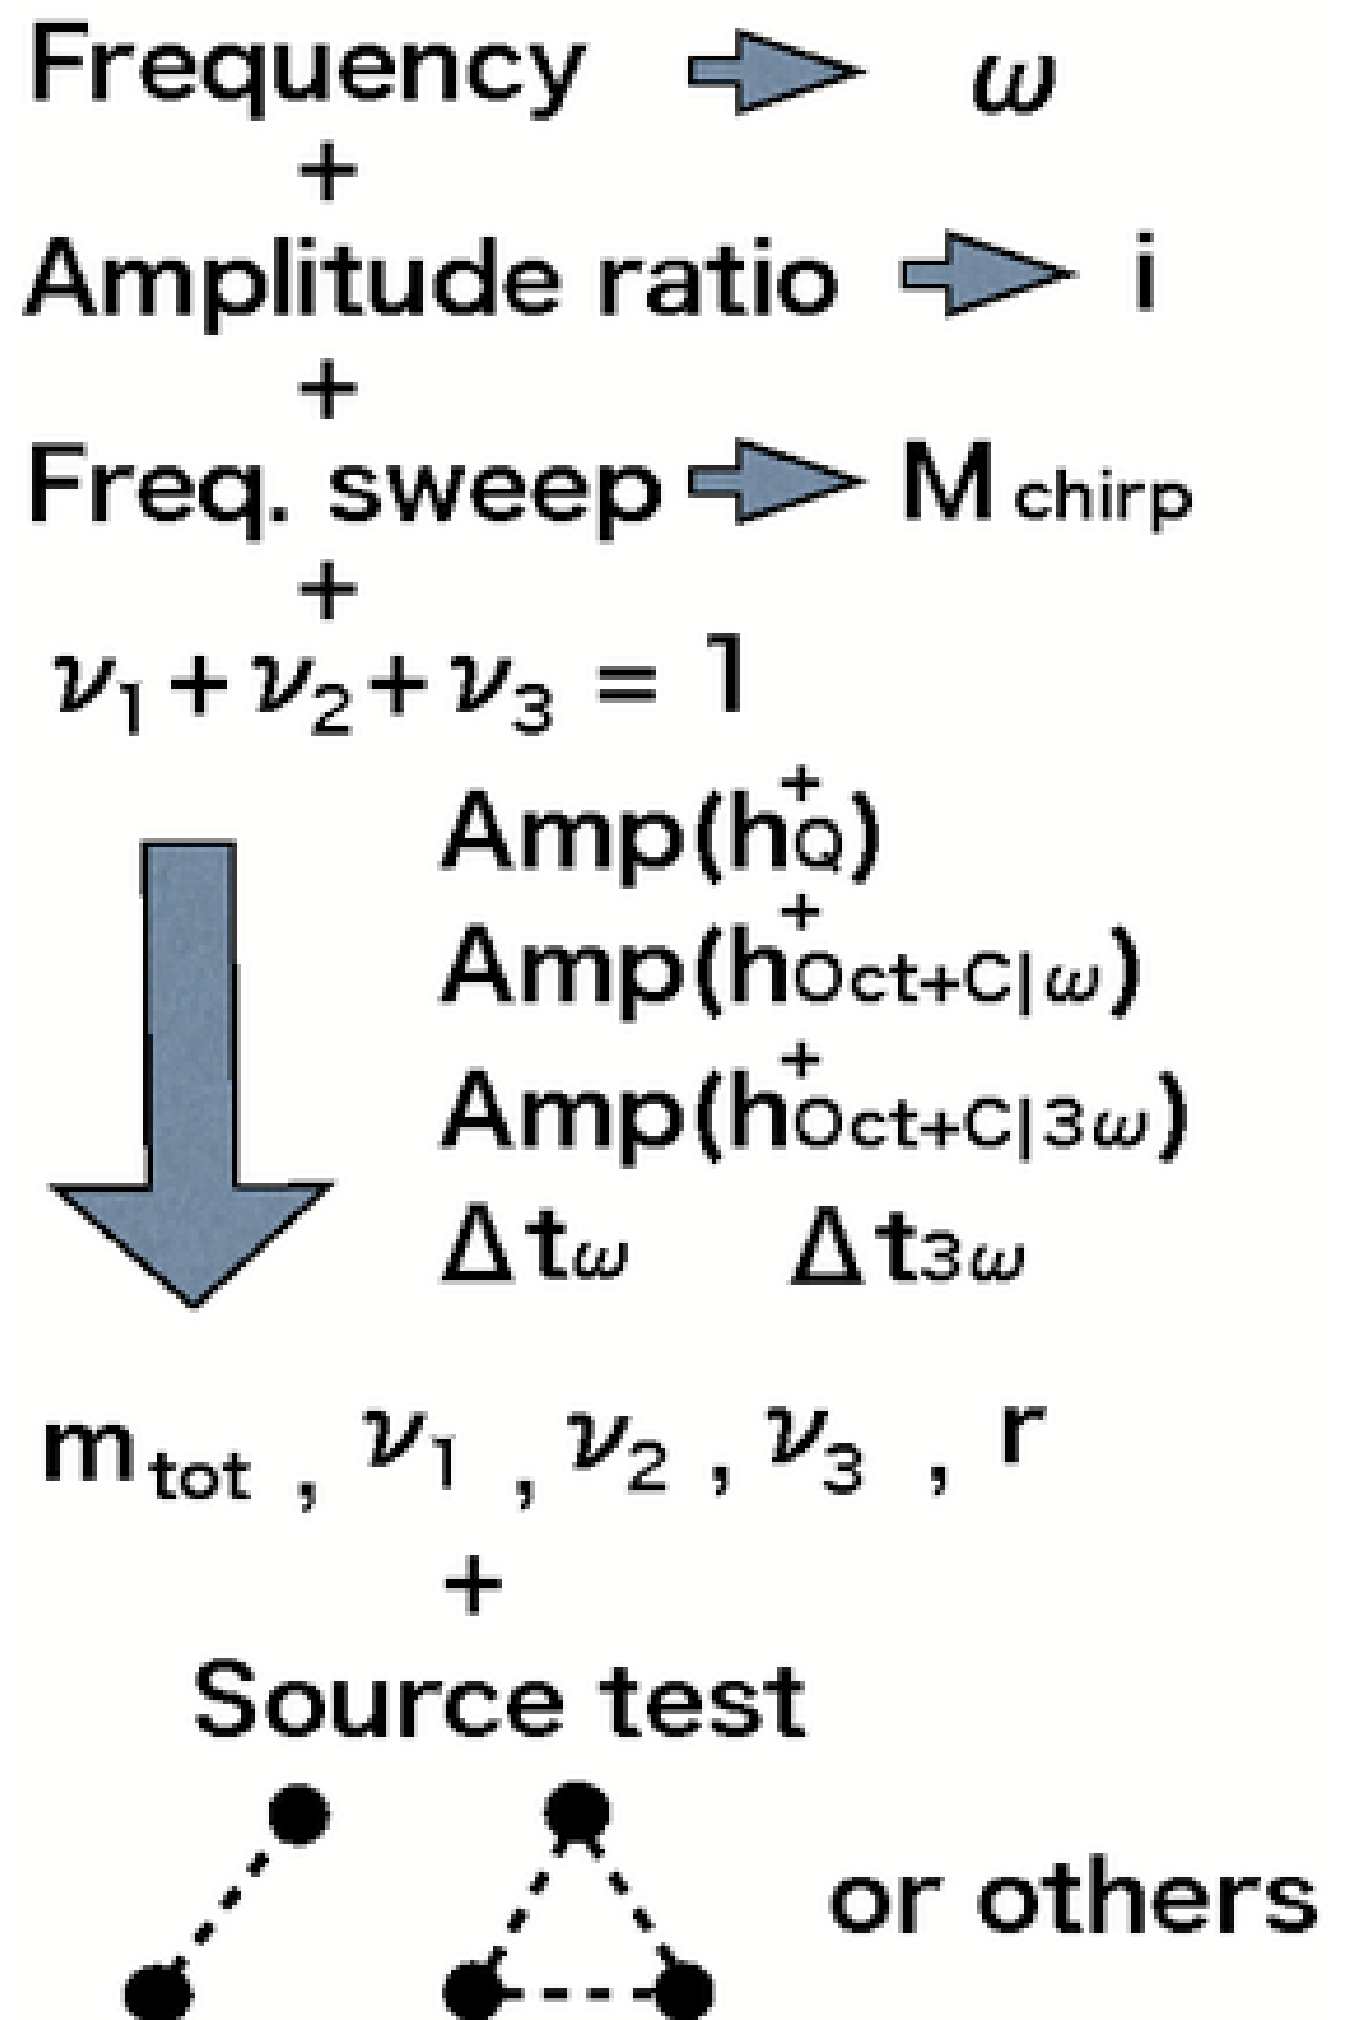 Frequency ω
+
Amplitude ratio i
+
Freq. sweep M chirp
+
ν1 + ν2 + ν3 = 1
Amp(h+Q)
Amp(h+Oct+C|ω)
Amp(h+Oct+C|3ω)
Δtω Δt3ω
mtot , ν1 , ν2 , ν3 , r
+
Source test
or others